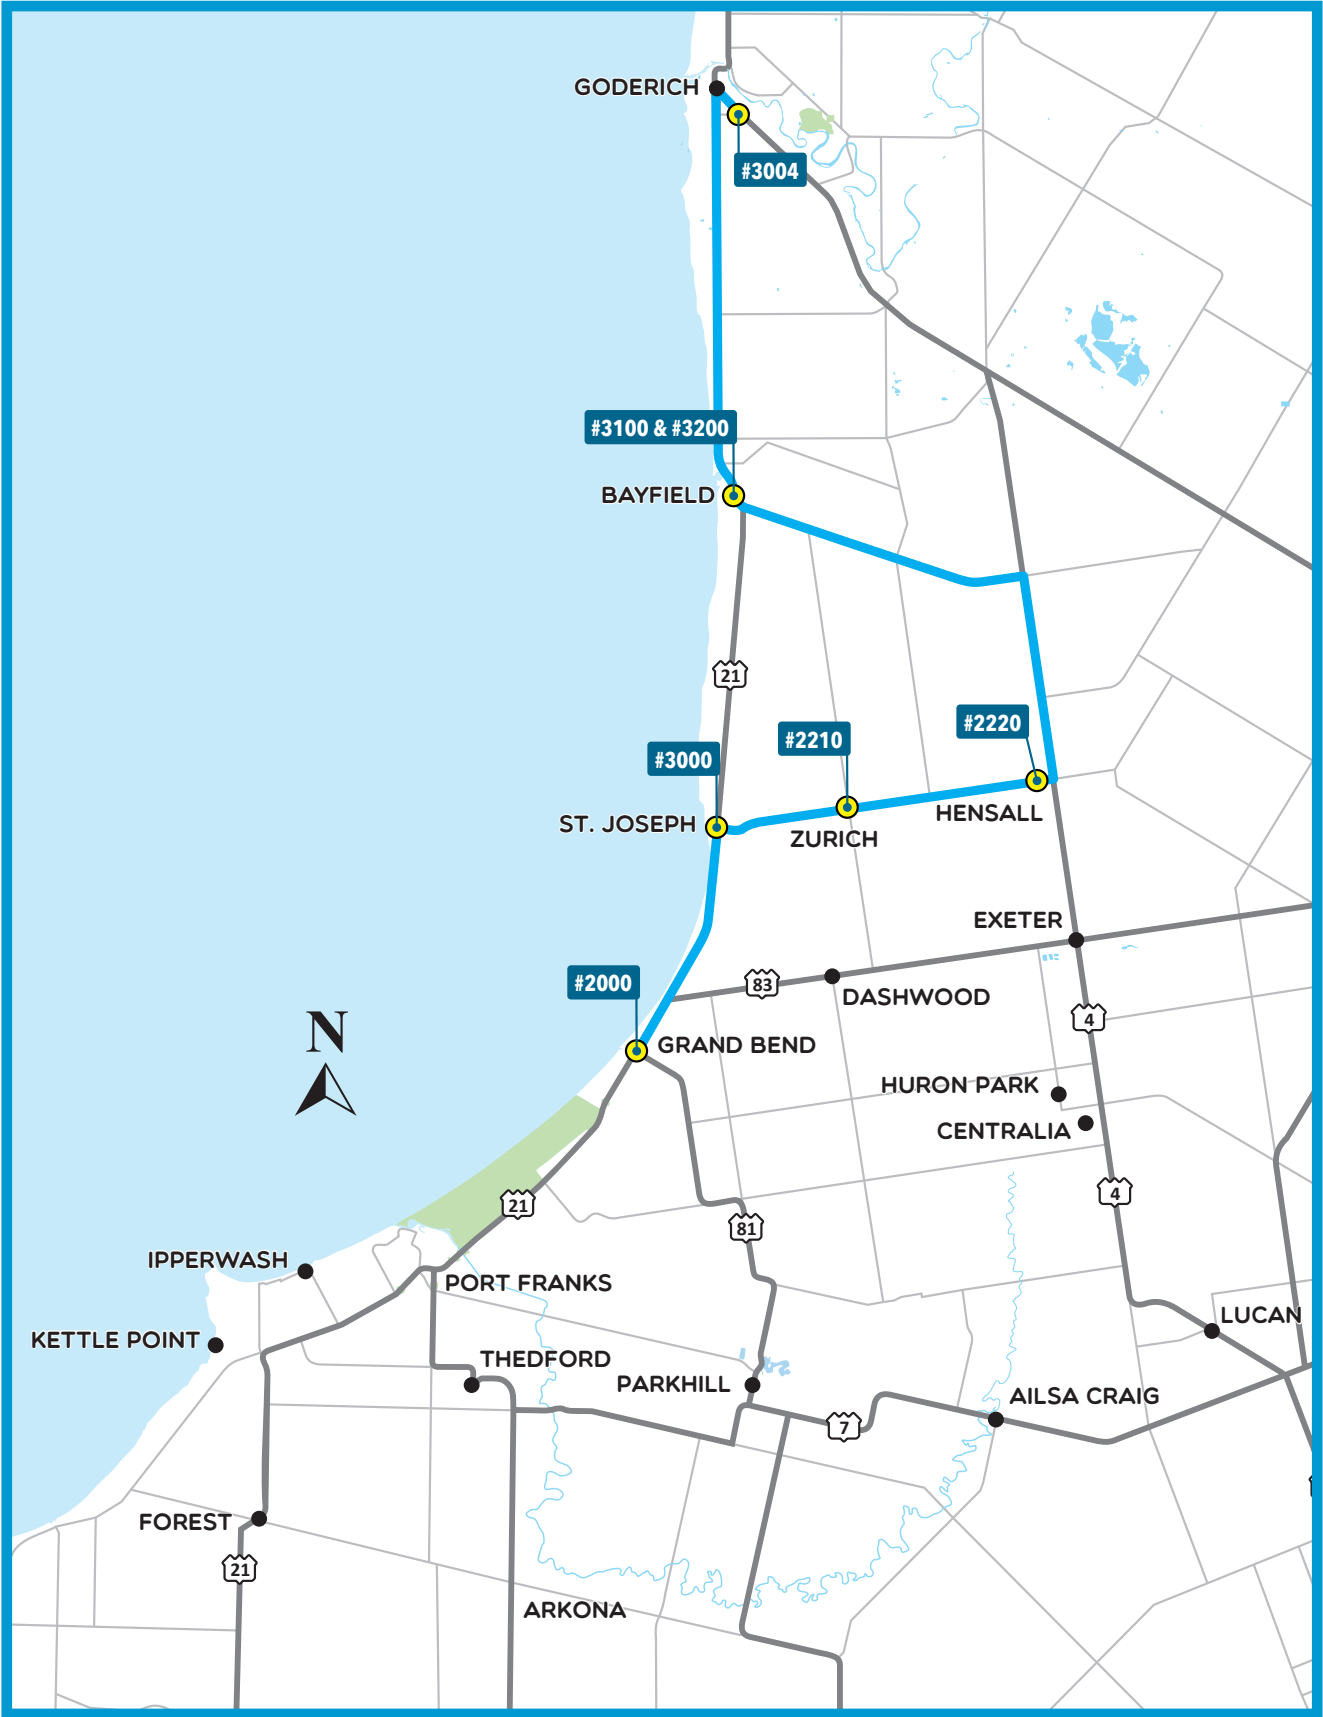 GODERICH
#3004
#3100 & #3200
BAYFIELD
21
#2220
#2210
#3000
HENSALL
ST. JOSEPH
ZURICH
EXETER
#2000
83
DASHWOOD
4
N
GRAND BEND
HURON PARK
CENTRALIA
4
21
81
IPPERWASH
PORT FRANKS
LUCAN
KETTLE POINT
THEDFORD
PARKHILL
AILSA CRAIG
7
FOREST
21
ARKONA